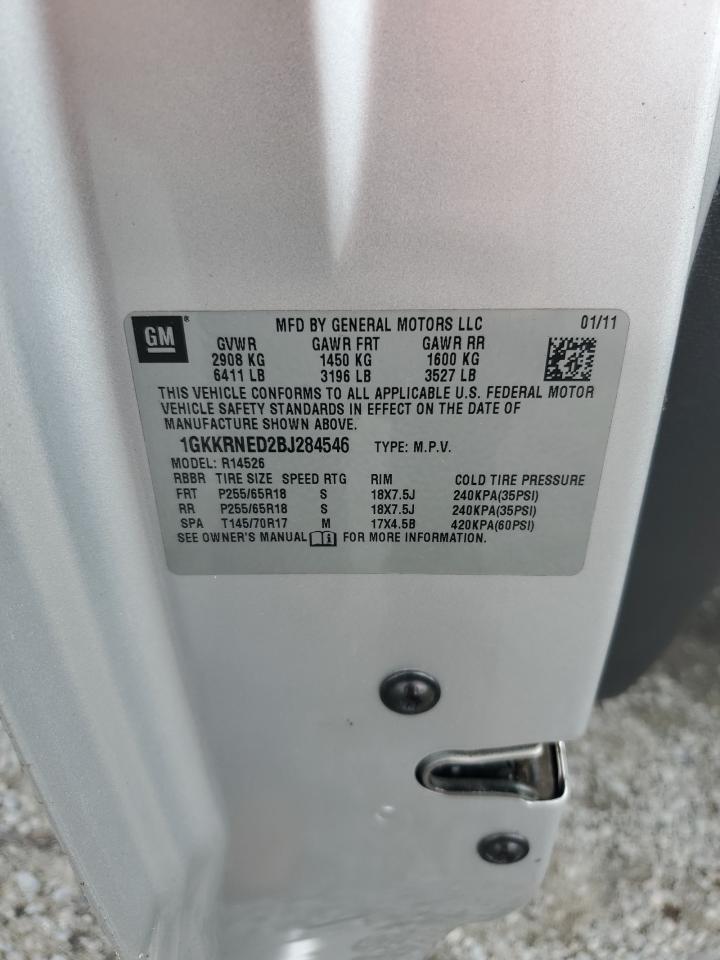 GM® MFD BY GENERAL MOTORS LLC 01/11
GVWR GAWR FRT GAWR RR
2908 KG 1450 KG 1600 KG
6411 LB 3196 LB 3527 LB
THIS VEHICLE CONFORMS TO ALL APPLICABLE U.S. FEDERAL MOTOR
VEHICLE SAFETY STANDARDS IN EFFECT ON THE DATE OF
MANUFACTURE SHOWN ABOVE.
1GKKRNED2BJ284546 TYPE: M.P.V.
MODEL: R14526
RBBR TIRE SIZE SPEED RTG RIM COLD TIRE PRESSURE
FRT P255/65R18 S 18X7.5J 240KPA(35PSI)
RR P255/65R18 S 18X7.5J 240KPA(35PSI)
SPA T145/70R17 M 17X4.5B 420KPA(60PSI)
SEE OWNER'S MANUAL FOR MORE INFORMATION.